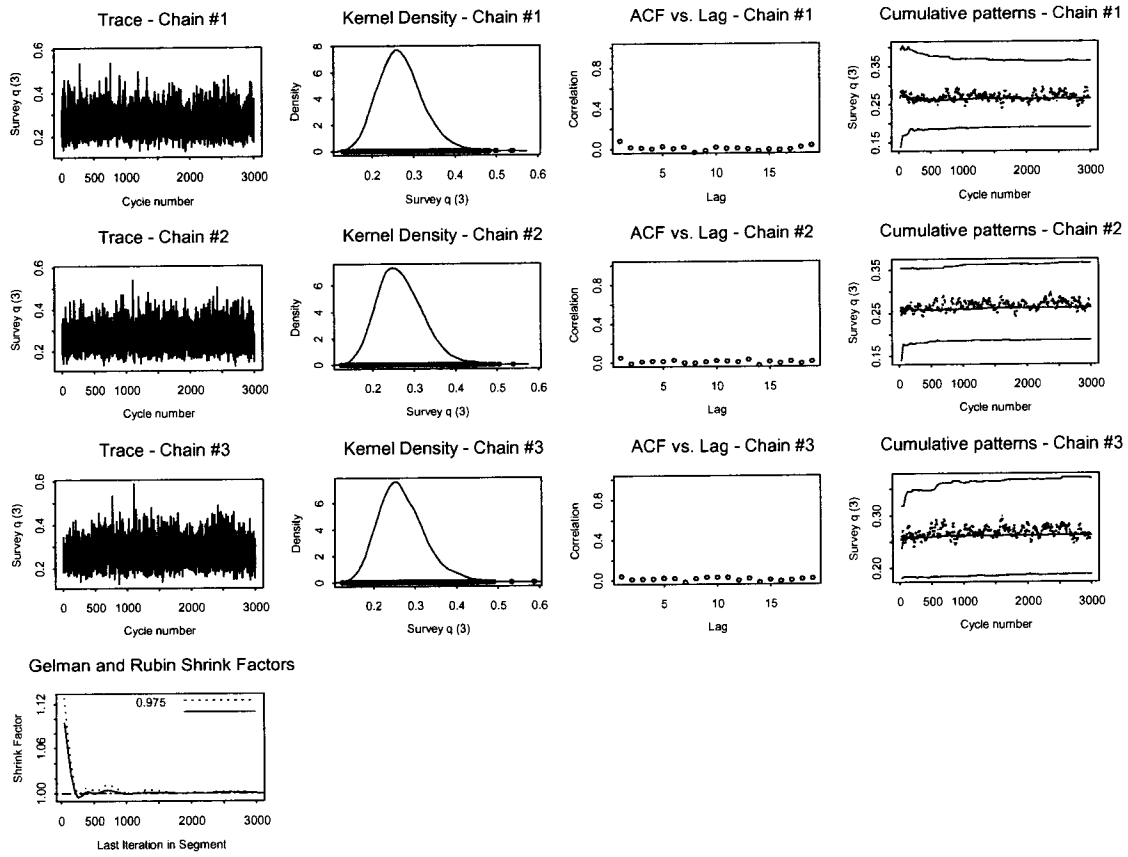 Trace - Chain #1
Survey q (3)
0.6
0.4
0.2
0 500 1000 2000 3000
Cycle number
Kernel Density - Chain #1
Density
8
6
4
2
0
0.2 0.3 0.4 0.5 0.6
Survey q (3)
ACF vs. Lag - Chain #1
Correlation
0.8
0.4
0.0
5 10 15
Lag
Cumulative patterns - Chain #1
Survey q (3)
0.35
0.25
0.15
0 500 1000 2000 3000
Cycle number
Trace - Chain #2
Survey q (3)
0.6
0.4
0.2
0 500 1000 2000 3000
Cycle number
Kernel Density - Chain #2
Density
6
4
2
0
0.2 0.3 0.4 0.5 0.6
Survey q (3)
ACF vs. Lag - Chain #2
Correlation
0.8
0.4
0.0
5 10 15
Lag
Cumulative patterns - Chain #2
Survey q (3)
0.35
0.25
0.15
0 500 1000 2000 3000
Cycle number
Trace - Chain #3
Survey q (3)
0.6
0.4
0.2
0 500 1000 2000 3000
Cycle number
Kernel Density - Chain #3
Density
6
4
2
0
0.2 0.3 0.4 0.5 0.6
Survey q (3)
ACF vs. Lag - Chain #3
Correlation
0.8
0.4
0.0
5 10 15
Lag
Cumulative patterns - Chain #3
Survey q (3)
0.30
0.20
0 500 1000 2000 3000
Cycle number
Gelman and Rubin Shrink Factors
Shrink Factor
1.12
1.06
1.00
0.975
0 500 1000 2000 3000
Last Iteration in Segment